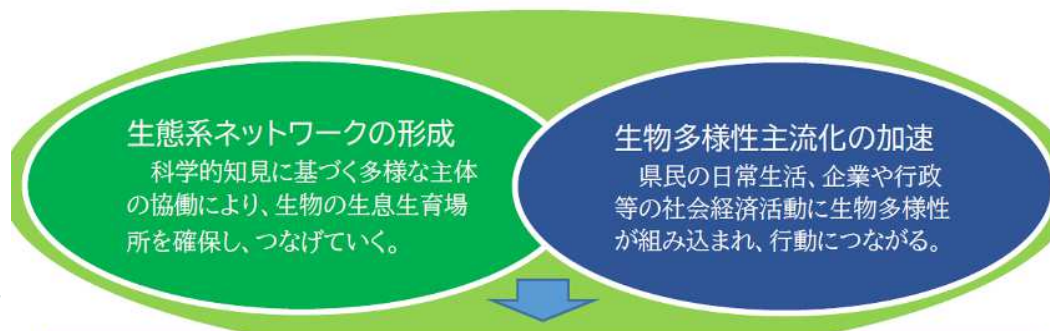 生態系ネットワークの形成
科学的知見に基づく多様な主体
の協働により、生物の生息生育場
所を確保し、つなげていく。
生物多様性主流化の加速
県民の日常生活、企業や行政
等の社会経済活動に生物多様性
が組み込まれ、行動につながる。